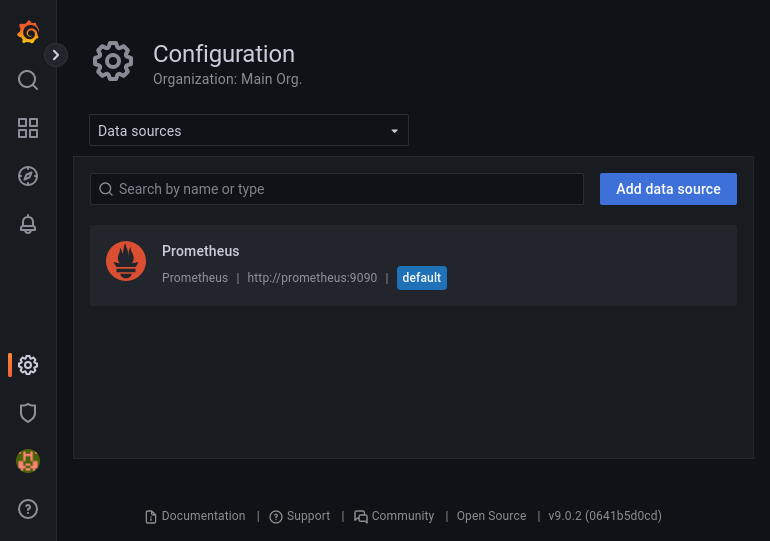 Configuration
Organization: Main Org.
Data sources
Search by name or type
Add data source
Prometheus
Prometheus | http://prometheus:9090 | default
Documentation | Support | Community | Open Source | v9.0.2 (0641b5d0cd)